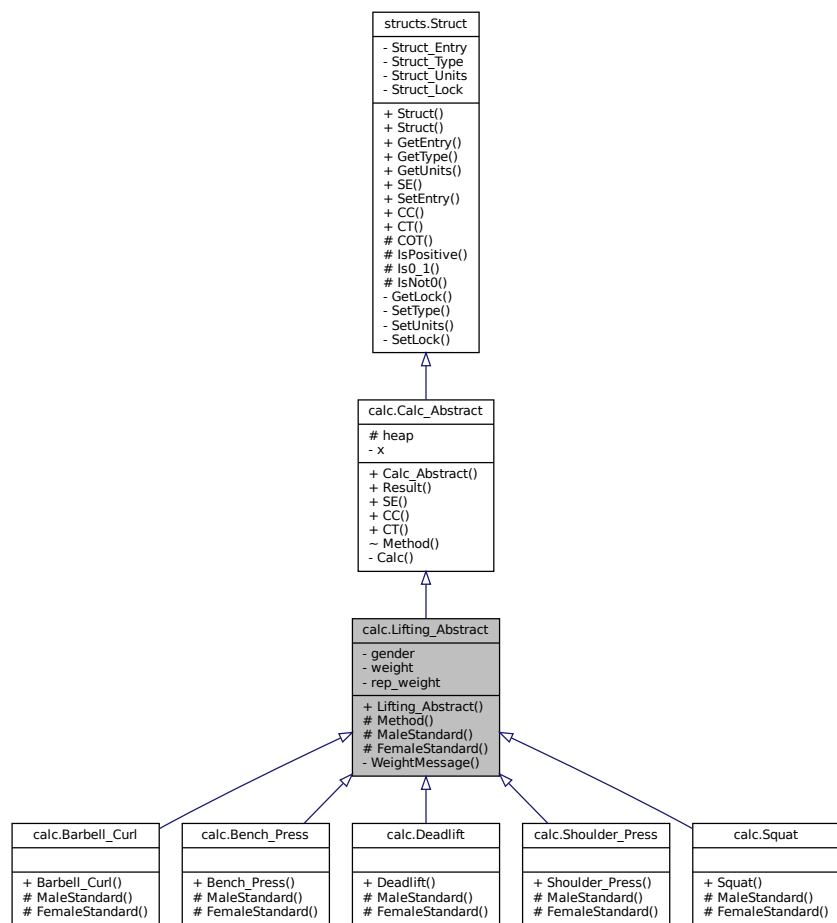 structs.Struct
- Struct_Entry
- Struct_Type
- Struct_Units
- Struct_Lock
+ Struct()
+ Struct()
+ GetEntry()
+ GetType()
+ GetUnits()
+ SE()
+ SetEntry()
+ CC()
+ CT()
# COT()
# IsPositive()
# Is0_1()
# IsNot0()
- GetLock()
- SetType()
- SetUnits()
- SetLock()
calc.Calc_Abstract
# heap
- x
+ Calc_Abstract()
+ Result()
+ SE()
+ CC()
+ CT()
~ Method()
- Calc()
calc.Lifting_Abstract
- gender
- weight
- rep_weight
+ Lifting_Abstract()
# Method()
# MaleStandard()
# FemaleStandard()
- WeightMessage()
calc.Barbell_Curl
+ Barbell_Curl()
# MaleStandard()
# FemaleStandard()
calc.Bench_Press
+ Bench_Press()
# MaleStandard()
# FemaleStandard()
calc.Deadlift
+ Deadlift()
# MaleStandard()
# FemaleStandard()
calc.Shoulder_Press
+ Shoulder_Press()
# MaleStandard()
# FemaleStandard()
calc.Squat
+ Squat()
# MaleStandard()
# FemaleStandard()